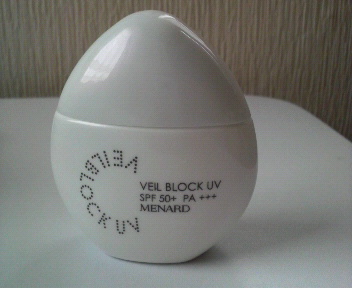 VEILBLOCK UV
VEIL BLOCK UV
SPF 50+ PA +++
MENARD